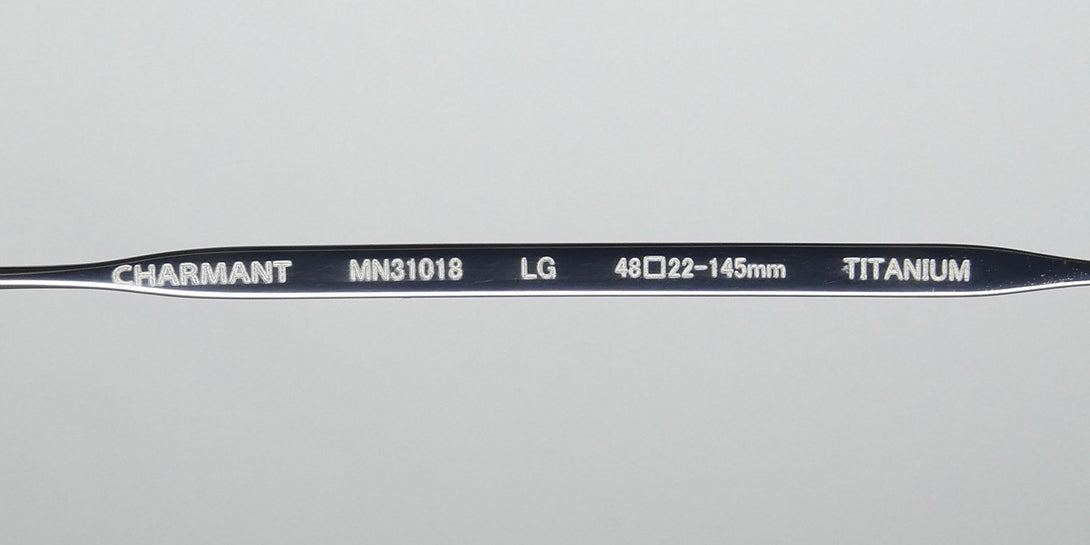 CHARMANT MN31018 LG 48□22-145mm TITANIUM